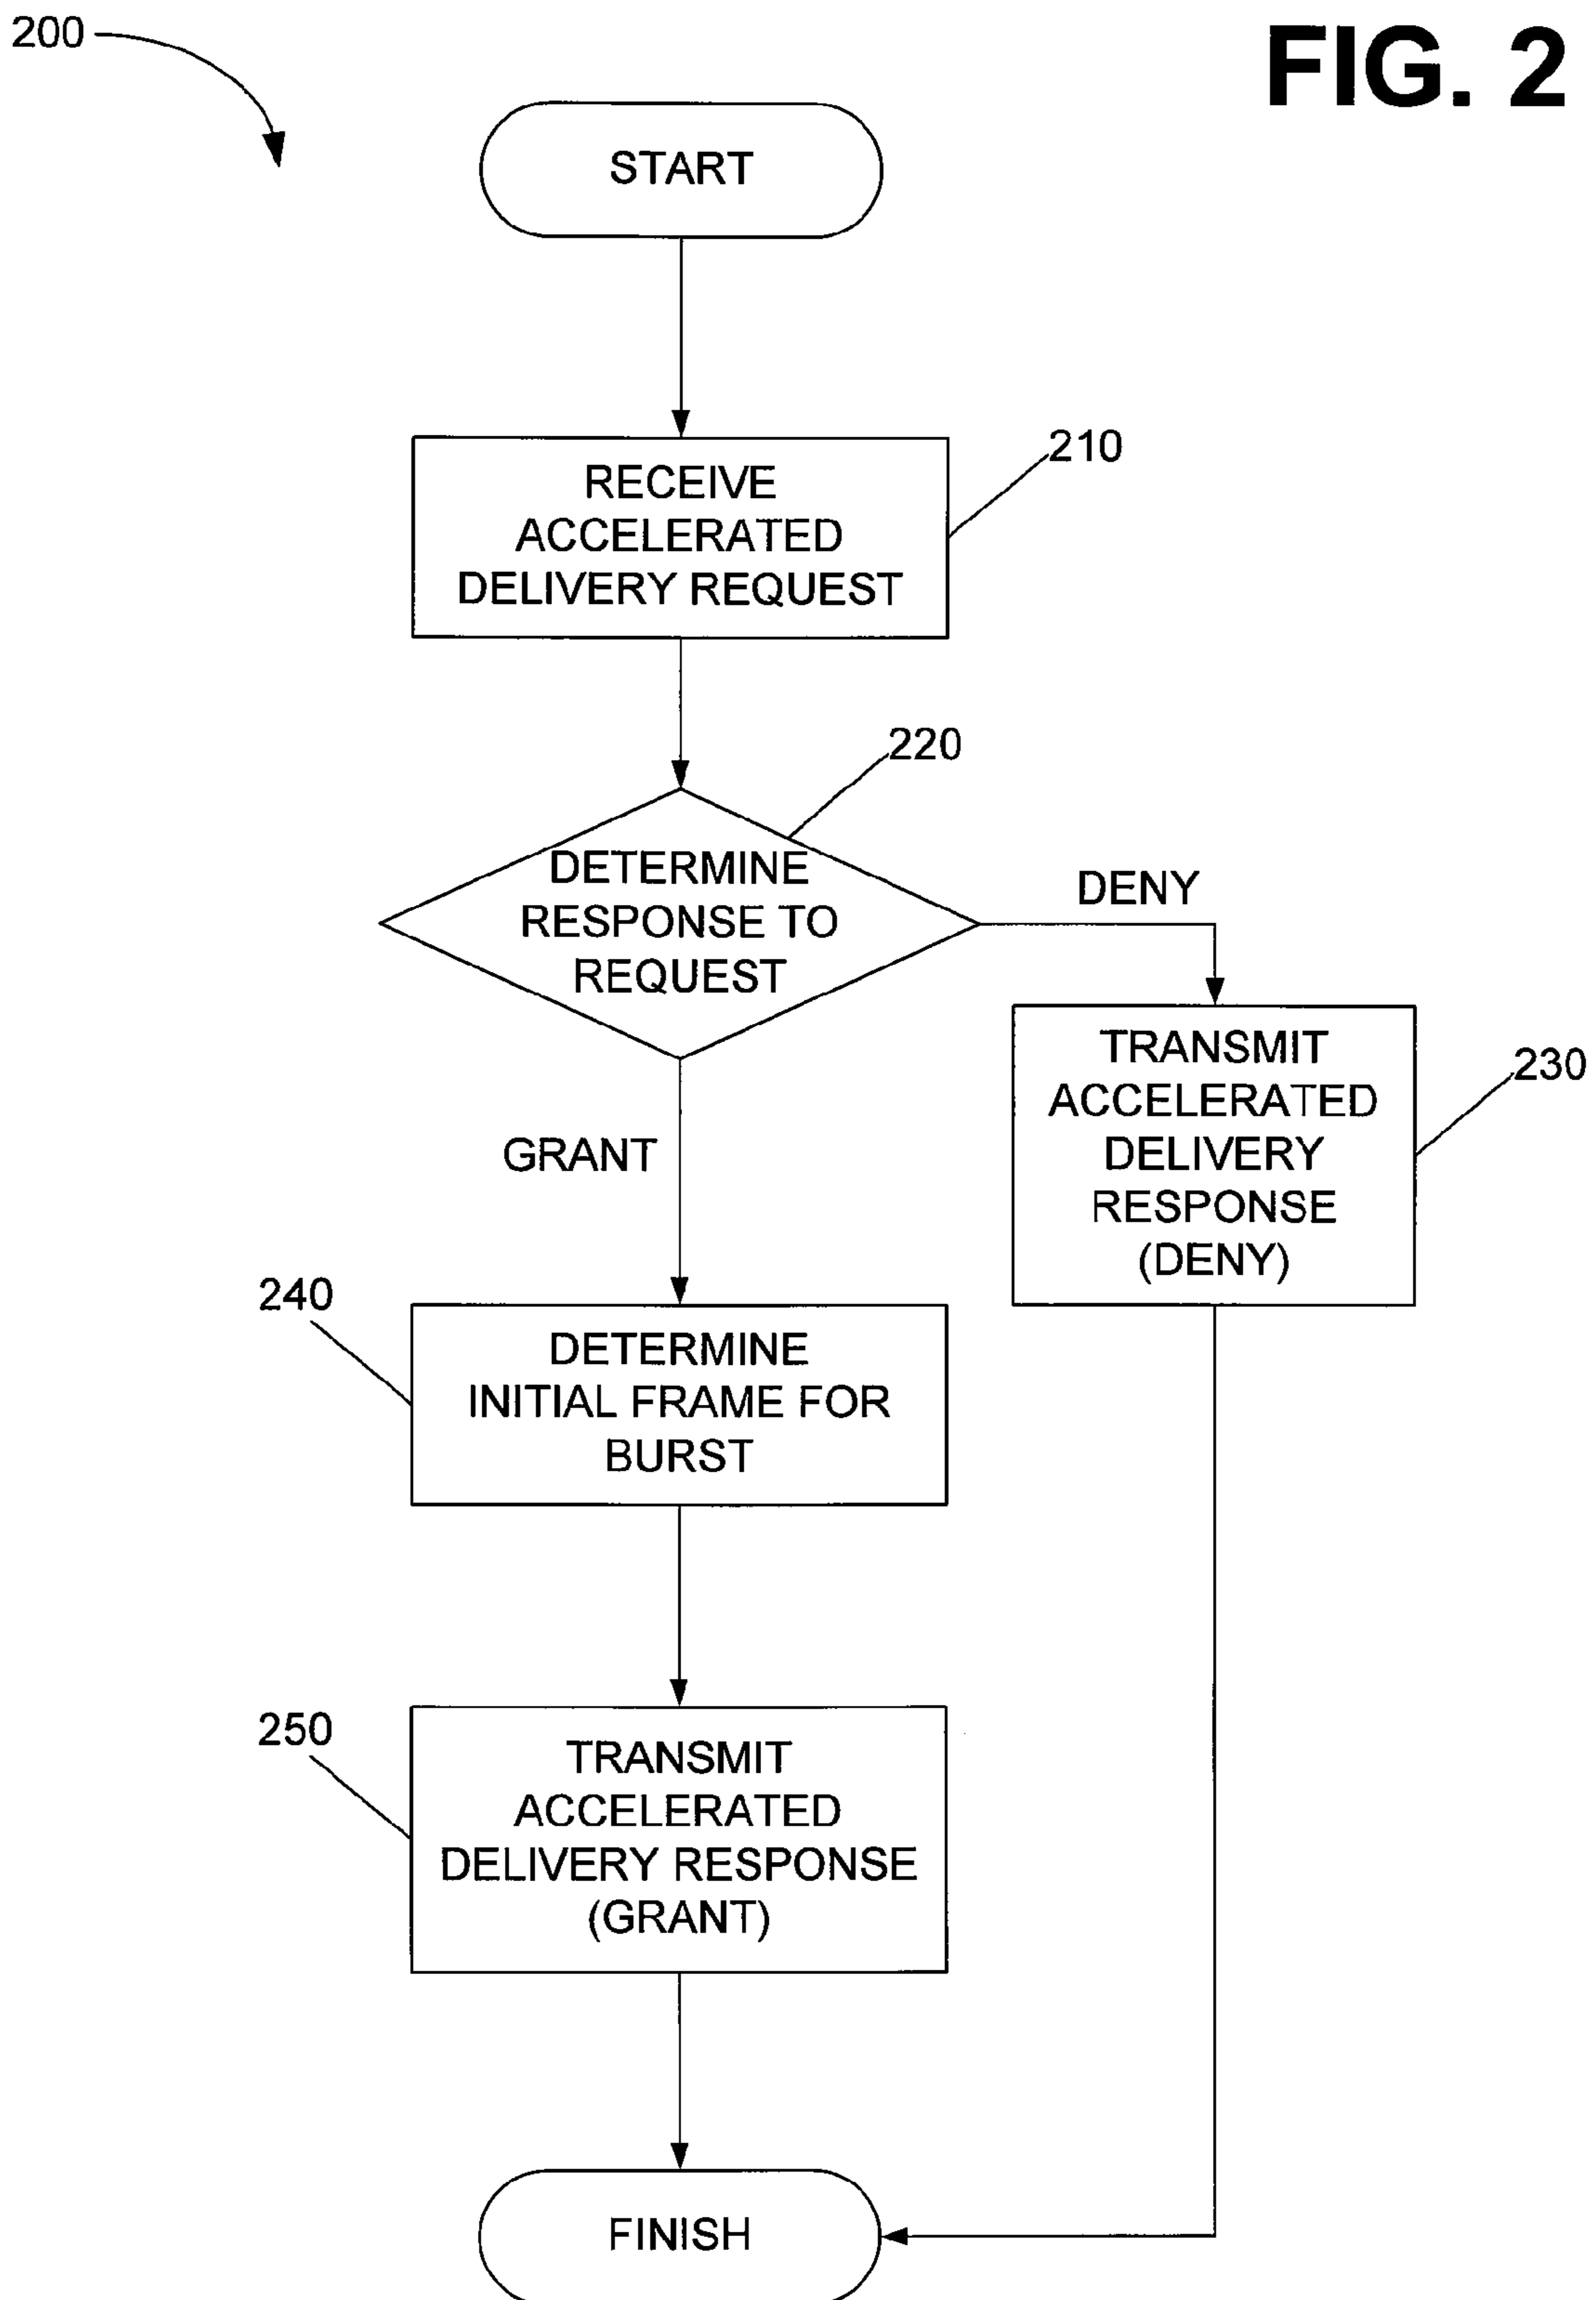 200
FIG. 2
START
210
RECEIVE
ACCELERATED
DELIVERY REQUEST
220
DETERMINE
RESPONSE TO
REQUEST
DENY
TRANSMIT
ACCELERATED
DELIVERY
RESPONSE
(DENY)
230
GRANT
240
DETERMINE
INITIAL FRAME FOR
BURST
250
TRANSMIT
ACCELERATED
DELIVERY RESPONSE
(GRANT)
FINISH